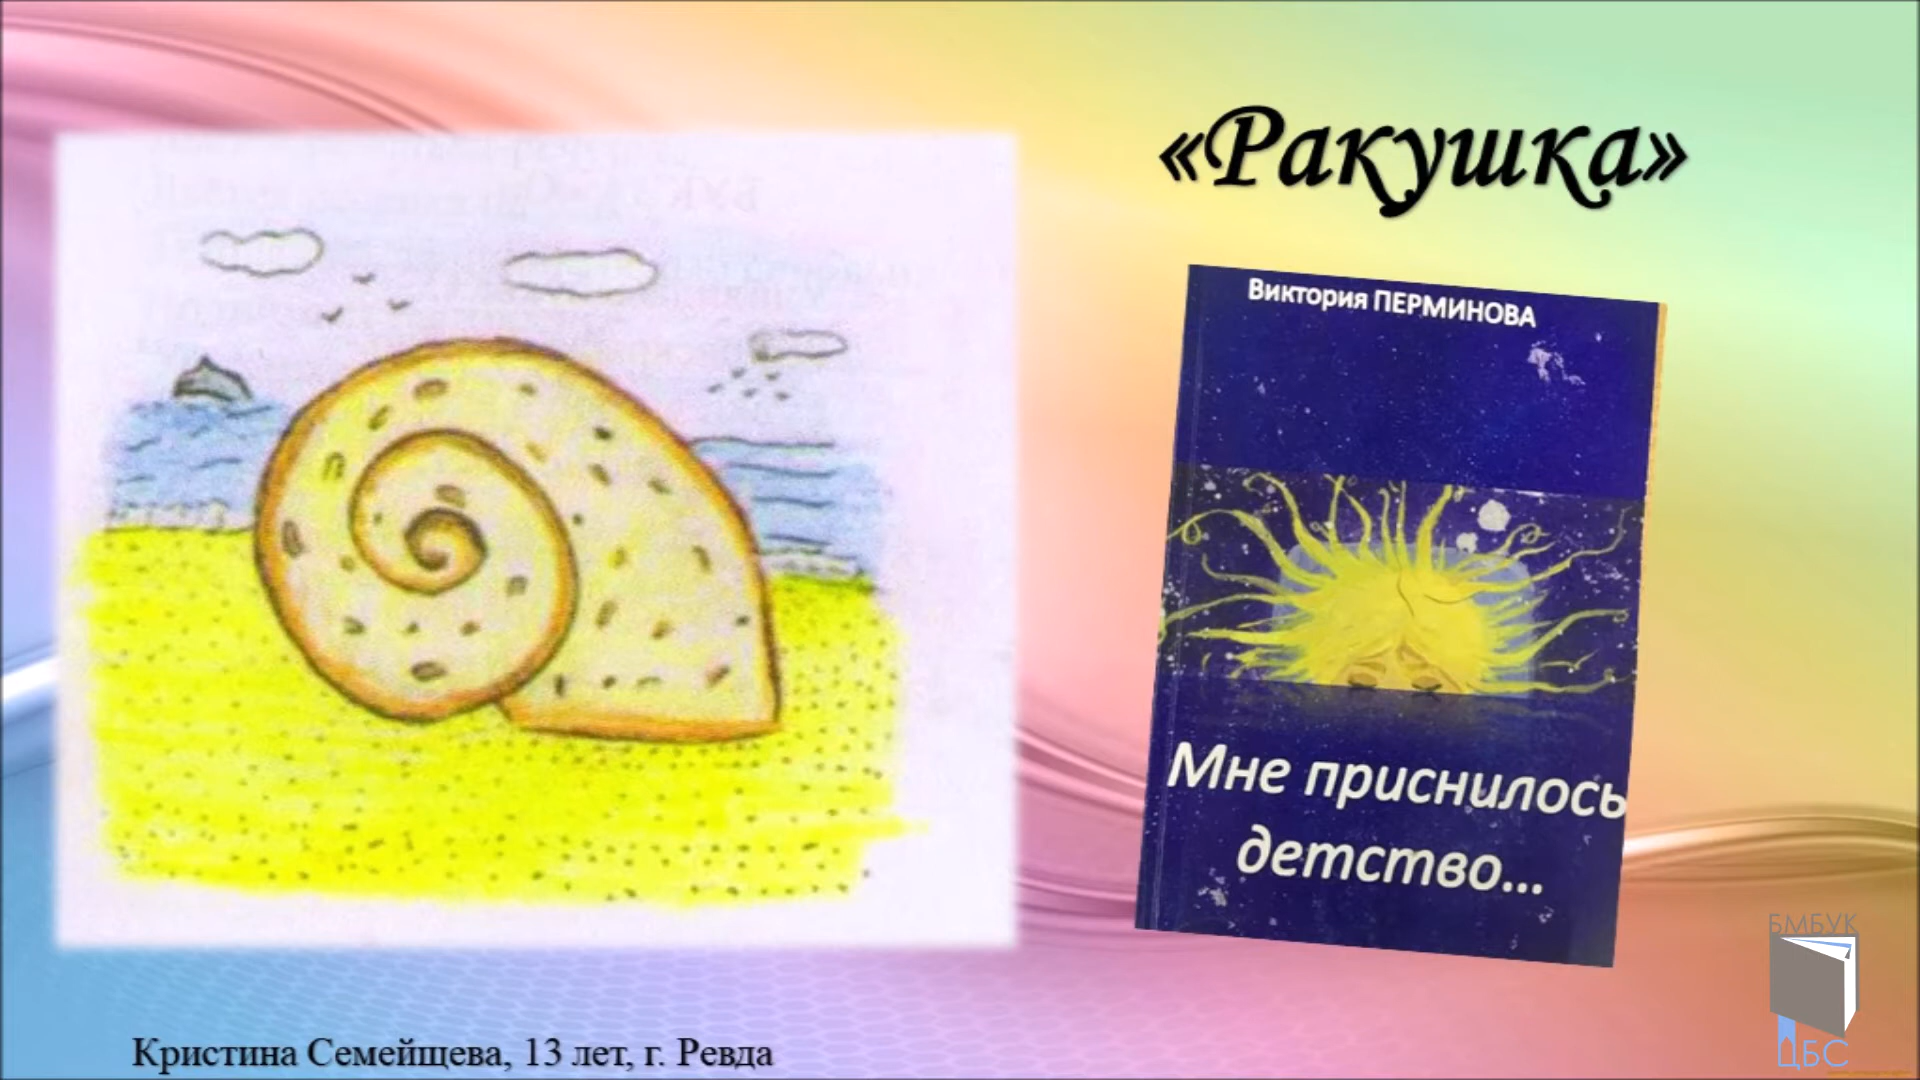 «Ракушка»
Виктория ПЕРМИНОВА
Мне приснилось
детство...
Кристина Семейщева, 13 лет, г. Ревда
БМБУК
ЦБС